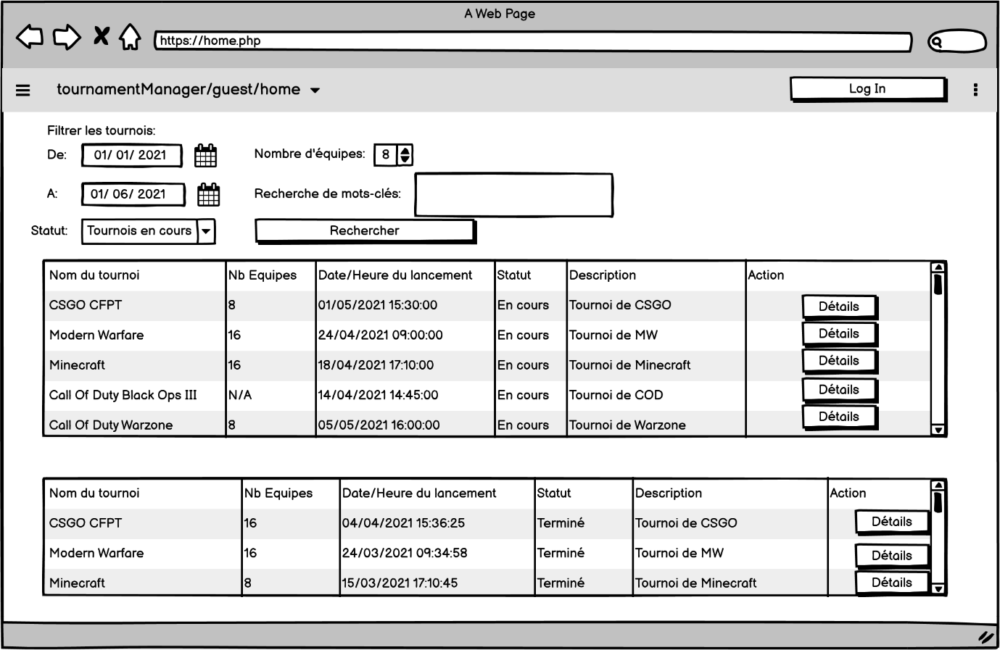 A Web Page
https://home.php
tournamentManager/guest/home
Log In
Filtrer les tournois:
De: 01/ 01/ 2021 Nombre d'équipes: 8
A: 01/ 06/ 2021 Recherche de mots-clés:
Statut: Tournois en cours Rechercher
Nom du tournoi Nb Equipes Date/Heure du lancement Statut Description Action
CSGO CFPT 8 01/05/2021 15:30:00 En cours Tournoi de CSGO Détails
Modern Warfare 16 24/04/2021 09:00:00 En cours Tournoi de MW Détails
Minecraft 16 18/04/2021 17:10:00 En cours Tournoi de Minecraft Détails
Call Of Duty Black Ops III N/A 14/04/2021 14:45:00 En cours Tournoi de COD Détails
Call Of Duty Warzone 8 05/05/2021 16:00:00 En cours Tournoi de Warzone Détails
Nom du tournoi Nb Equipes Date/Heure du lancement Statut Description Action
CSGO CFPT 16 04/04/2021 15:36:25 Terminé Tournoi de CSGO Détails
Modern Warfare 16 24/03/2021 09:34:58 Terminé Tournoi de MW Détails
Minecraft 8 15/03/2021 17:10:45 Terminé Tournoi de Minecraft Détails